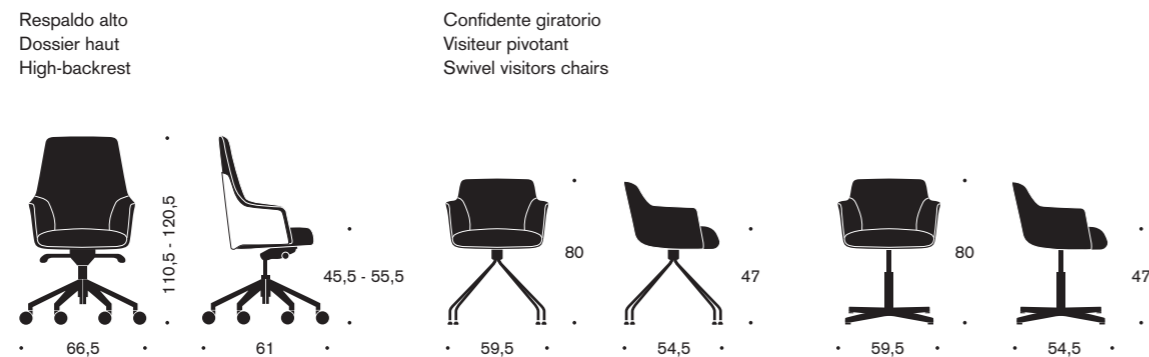 Respaldo alto
Dossier haut
High-backrest
Confidente giratorio
Visiteur pivotant
Swivel visitors chairs
110,5 - 120,5
45,5 - 55,5
80
47
80
47
66,5
61
59,5
54,5
59,5
54,5